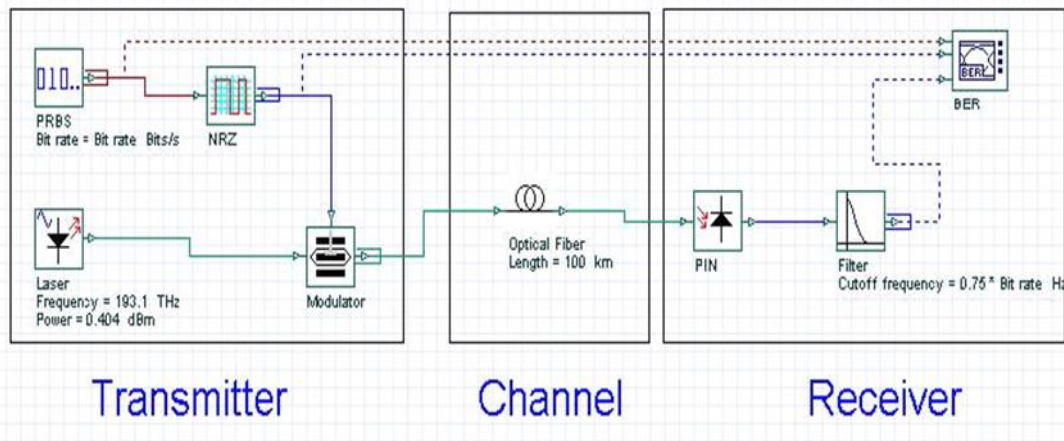 010..
PRBS
Bit rate = Bit rate Bits/s
NRZ
BER
BER
Laser
Frequency = 193.1 THz
Power = 0.404 dBm
Modulator
Optical Fiber
Length = 100 km
PIN
Filter
Cutoff frequency = 0.75 * Bit rate Hz
Transmitter
Channel
Receiver